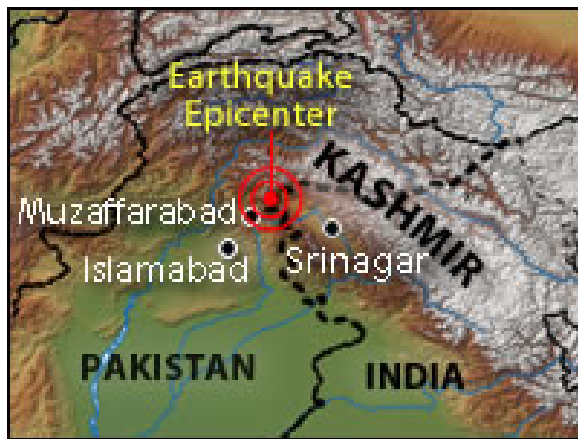 Earthquake
Epicenter
KASHMIR
Muzaffarabad
Islamabad
Srinagar
PAKISTAN
INDIA